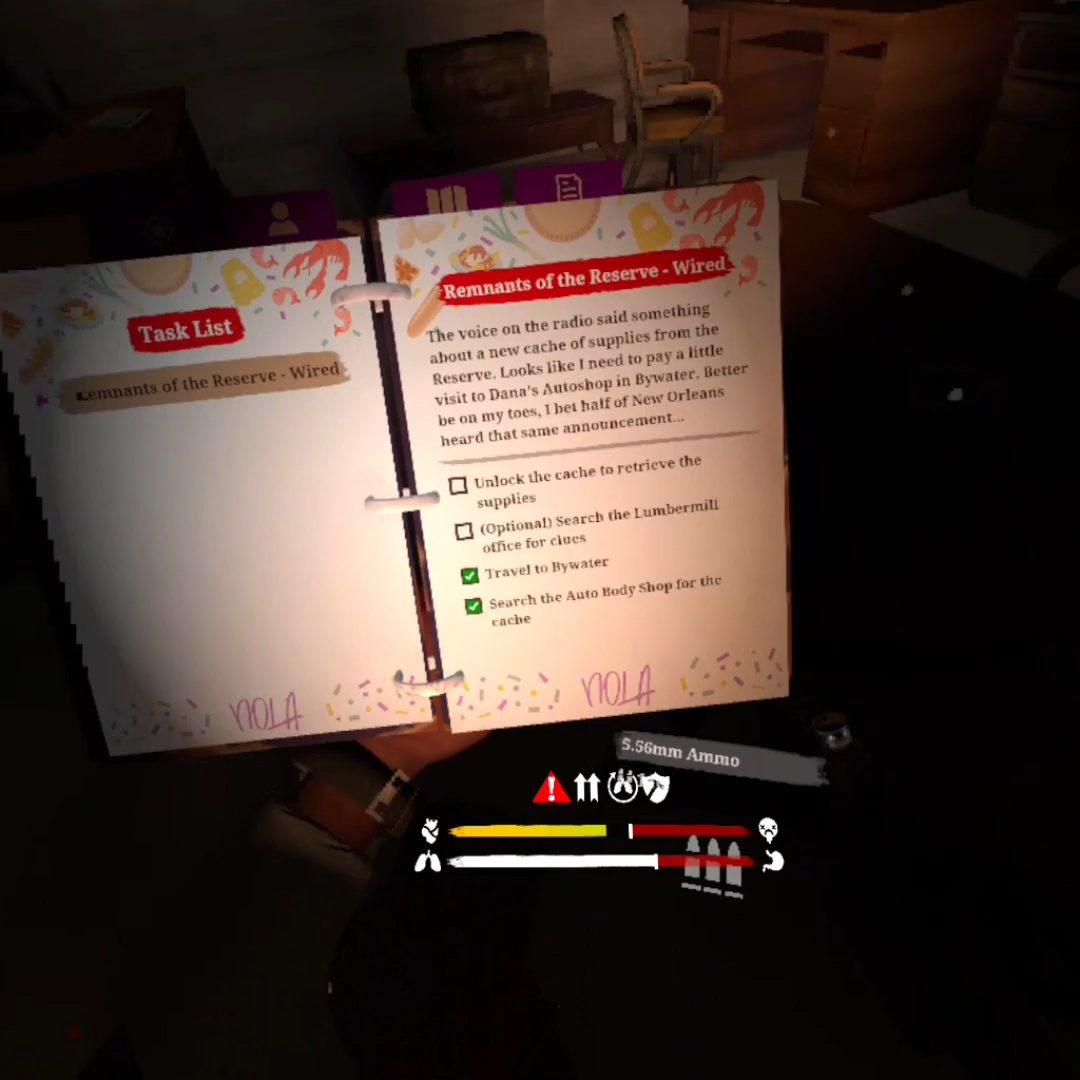 Task List
Remnants of the Reserve - Wired
NOLA
Remnants of the Reserve - Wired
The voice on the radio said something
about a new cache of supplies from the
Reserve. Looks like I need to pay a little
visit to Dana's Autoshop in Bywater. Better
be on my toes, I bet half of New Orleans
heard that same announcement...
Unlock the cache to retrieve the
supplies
(Optional) Search the Lumbermill
office for clues
Travel to Bywater
Search the Auto Body Shop for the
cache
NOLA
5.56mm Ammo